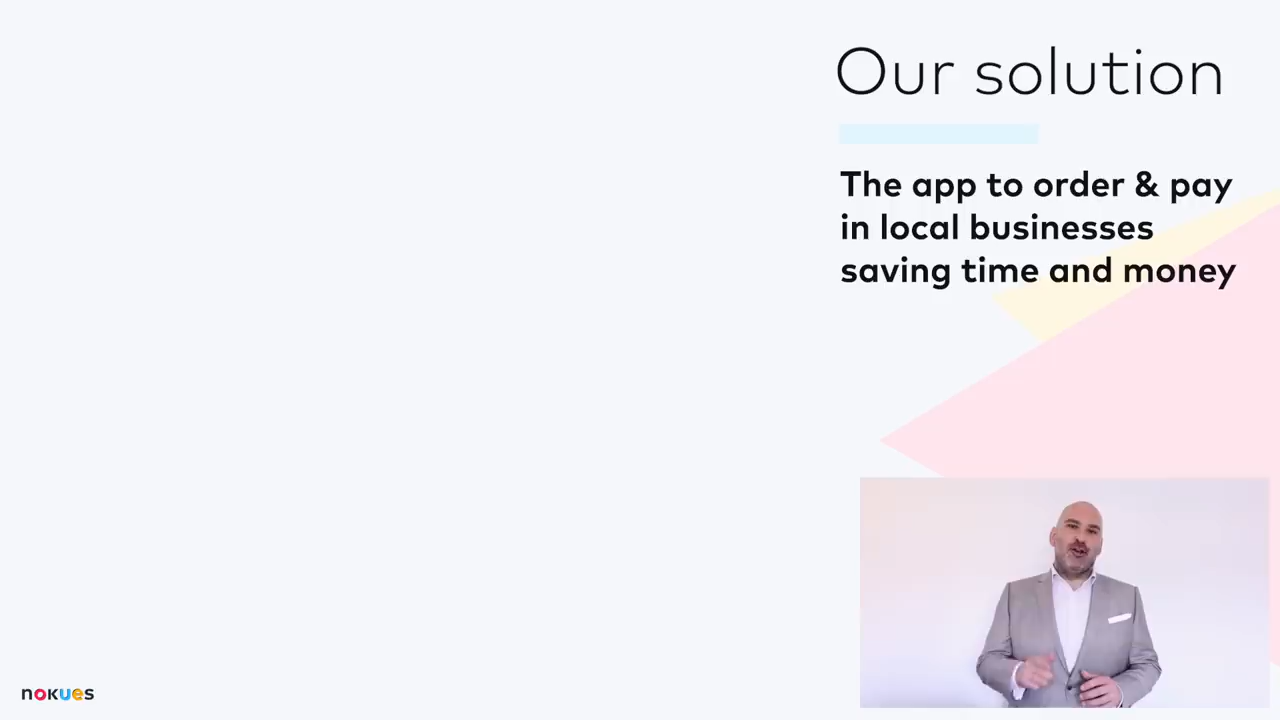 Our solution
The app to order & pay
in local businesses
saving time and money
nokues